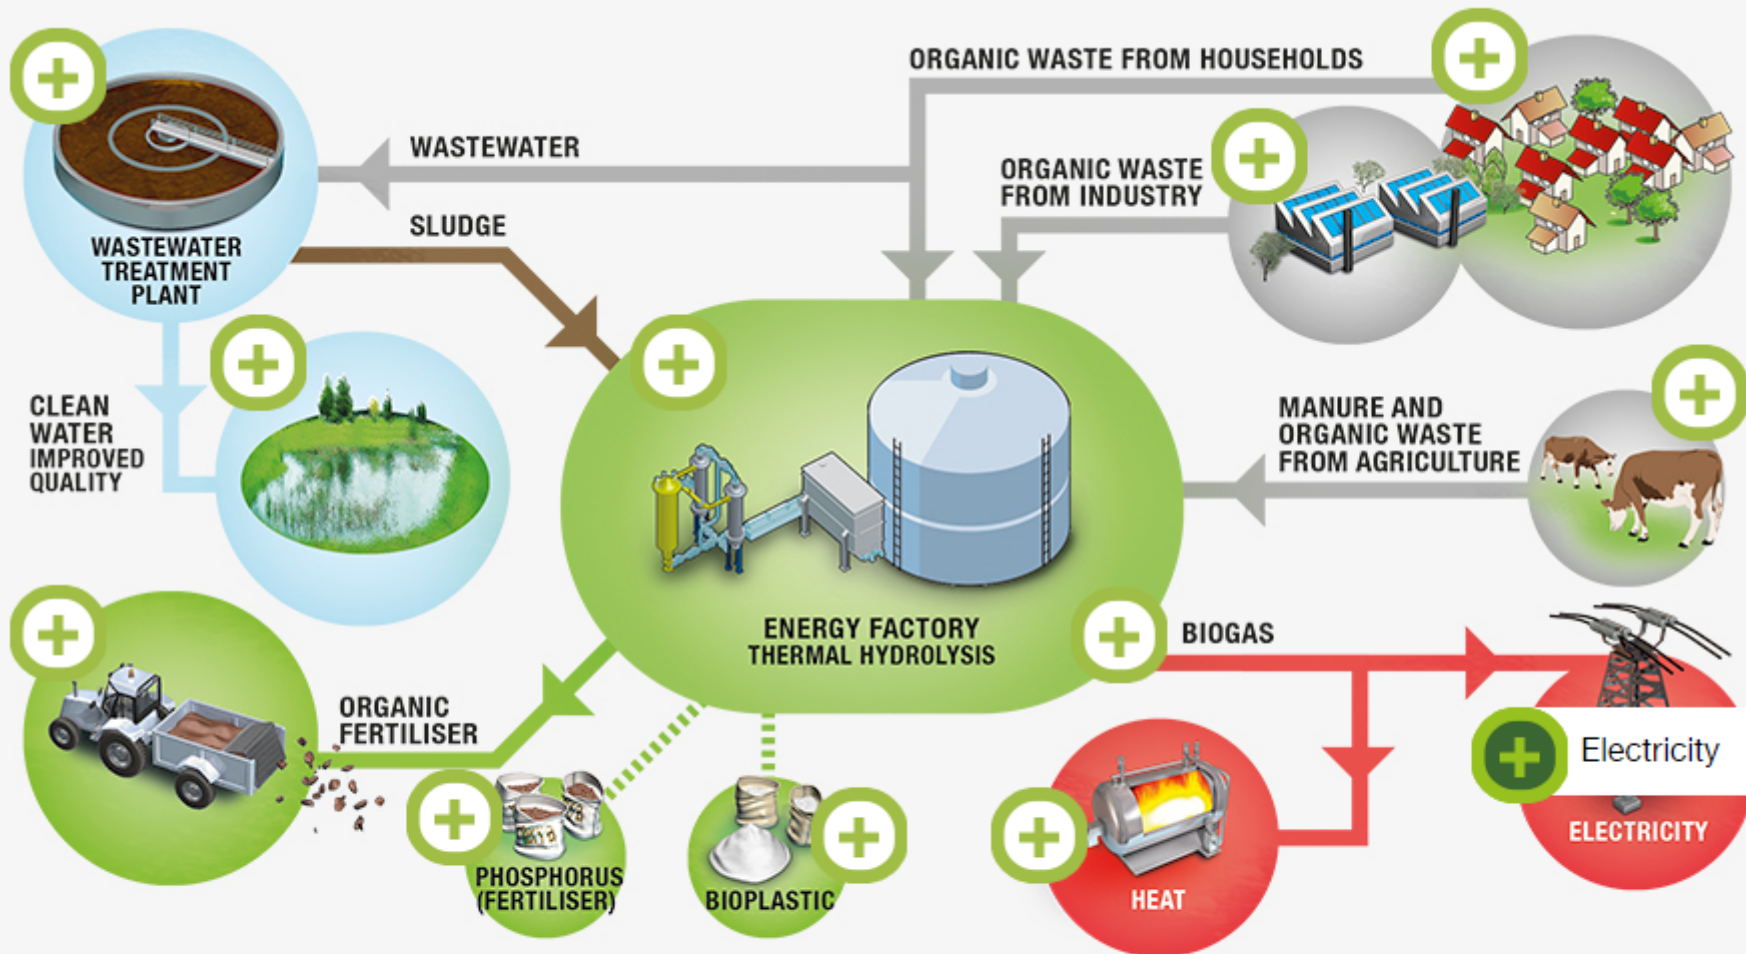 ORGANIC WASTE FROM HOUSEHOLDS
WASTEWATER
ORGANIC WASTE
FROM INDUSTRY
SLUDGE
WASTEWATER
TREATMENT
PLANT
CLEAN
WATER
IMPROVED
QUALITY
MANURE AND
ORGANIC WASTE
FROM AGRICULTURE
ENERGY FACTORY
THERMAL HYDROLYSIS
BIOGAS
ORGANIC
FERTILISER
Electricity
ELECTRICITY
PHOSPHORUS
(FERTILISER)
BIOPLASTIC
HEAT